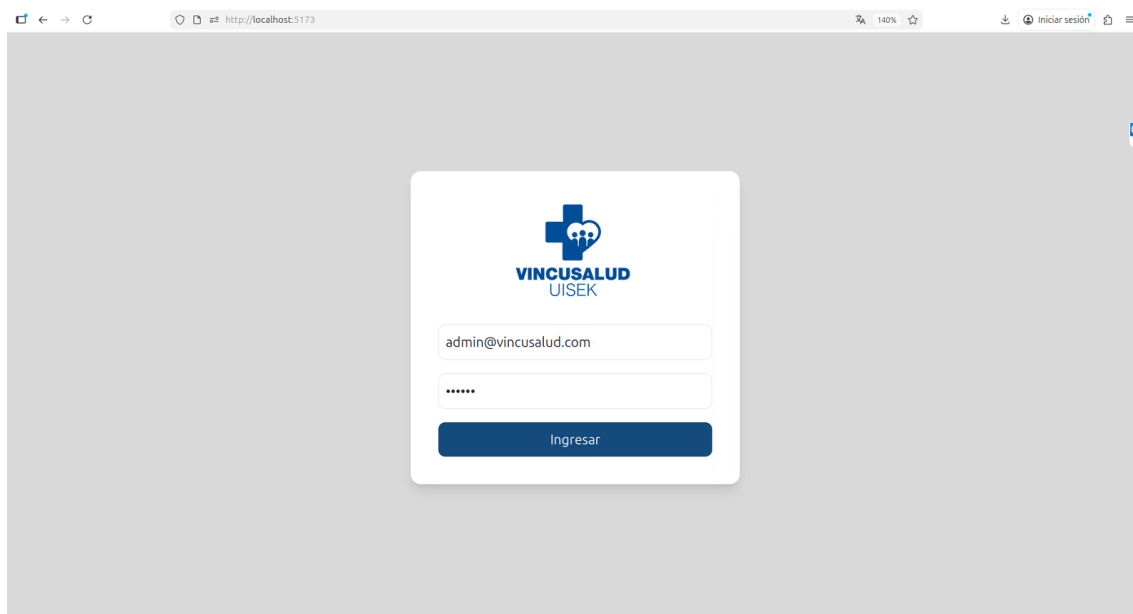 http://localhost:5173
140%
Iniciar sesión
VINCUSALUD
UISEK
admin@vincusalud.com
••••••
Ingresar